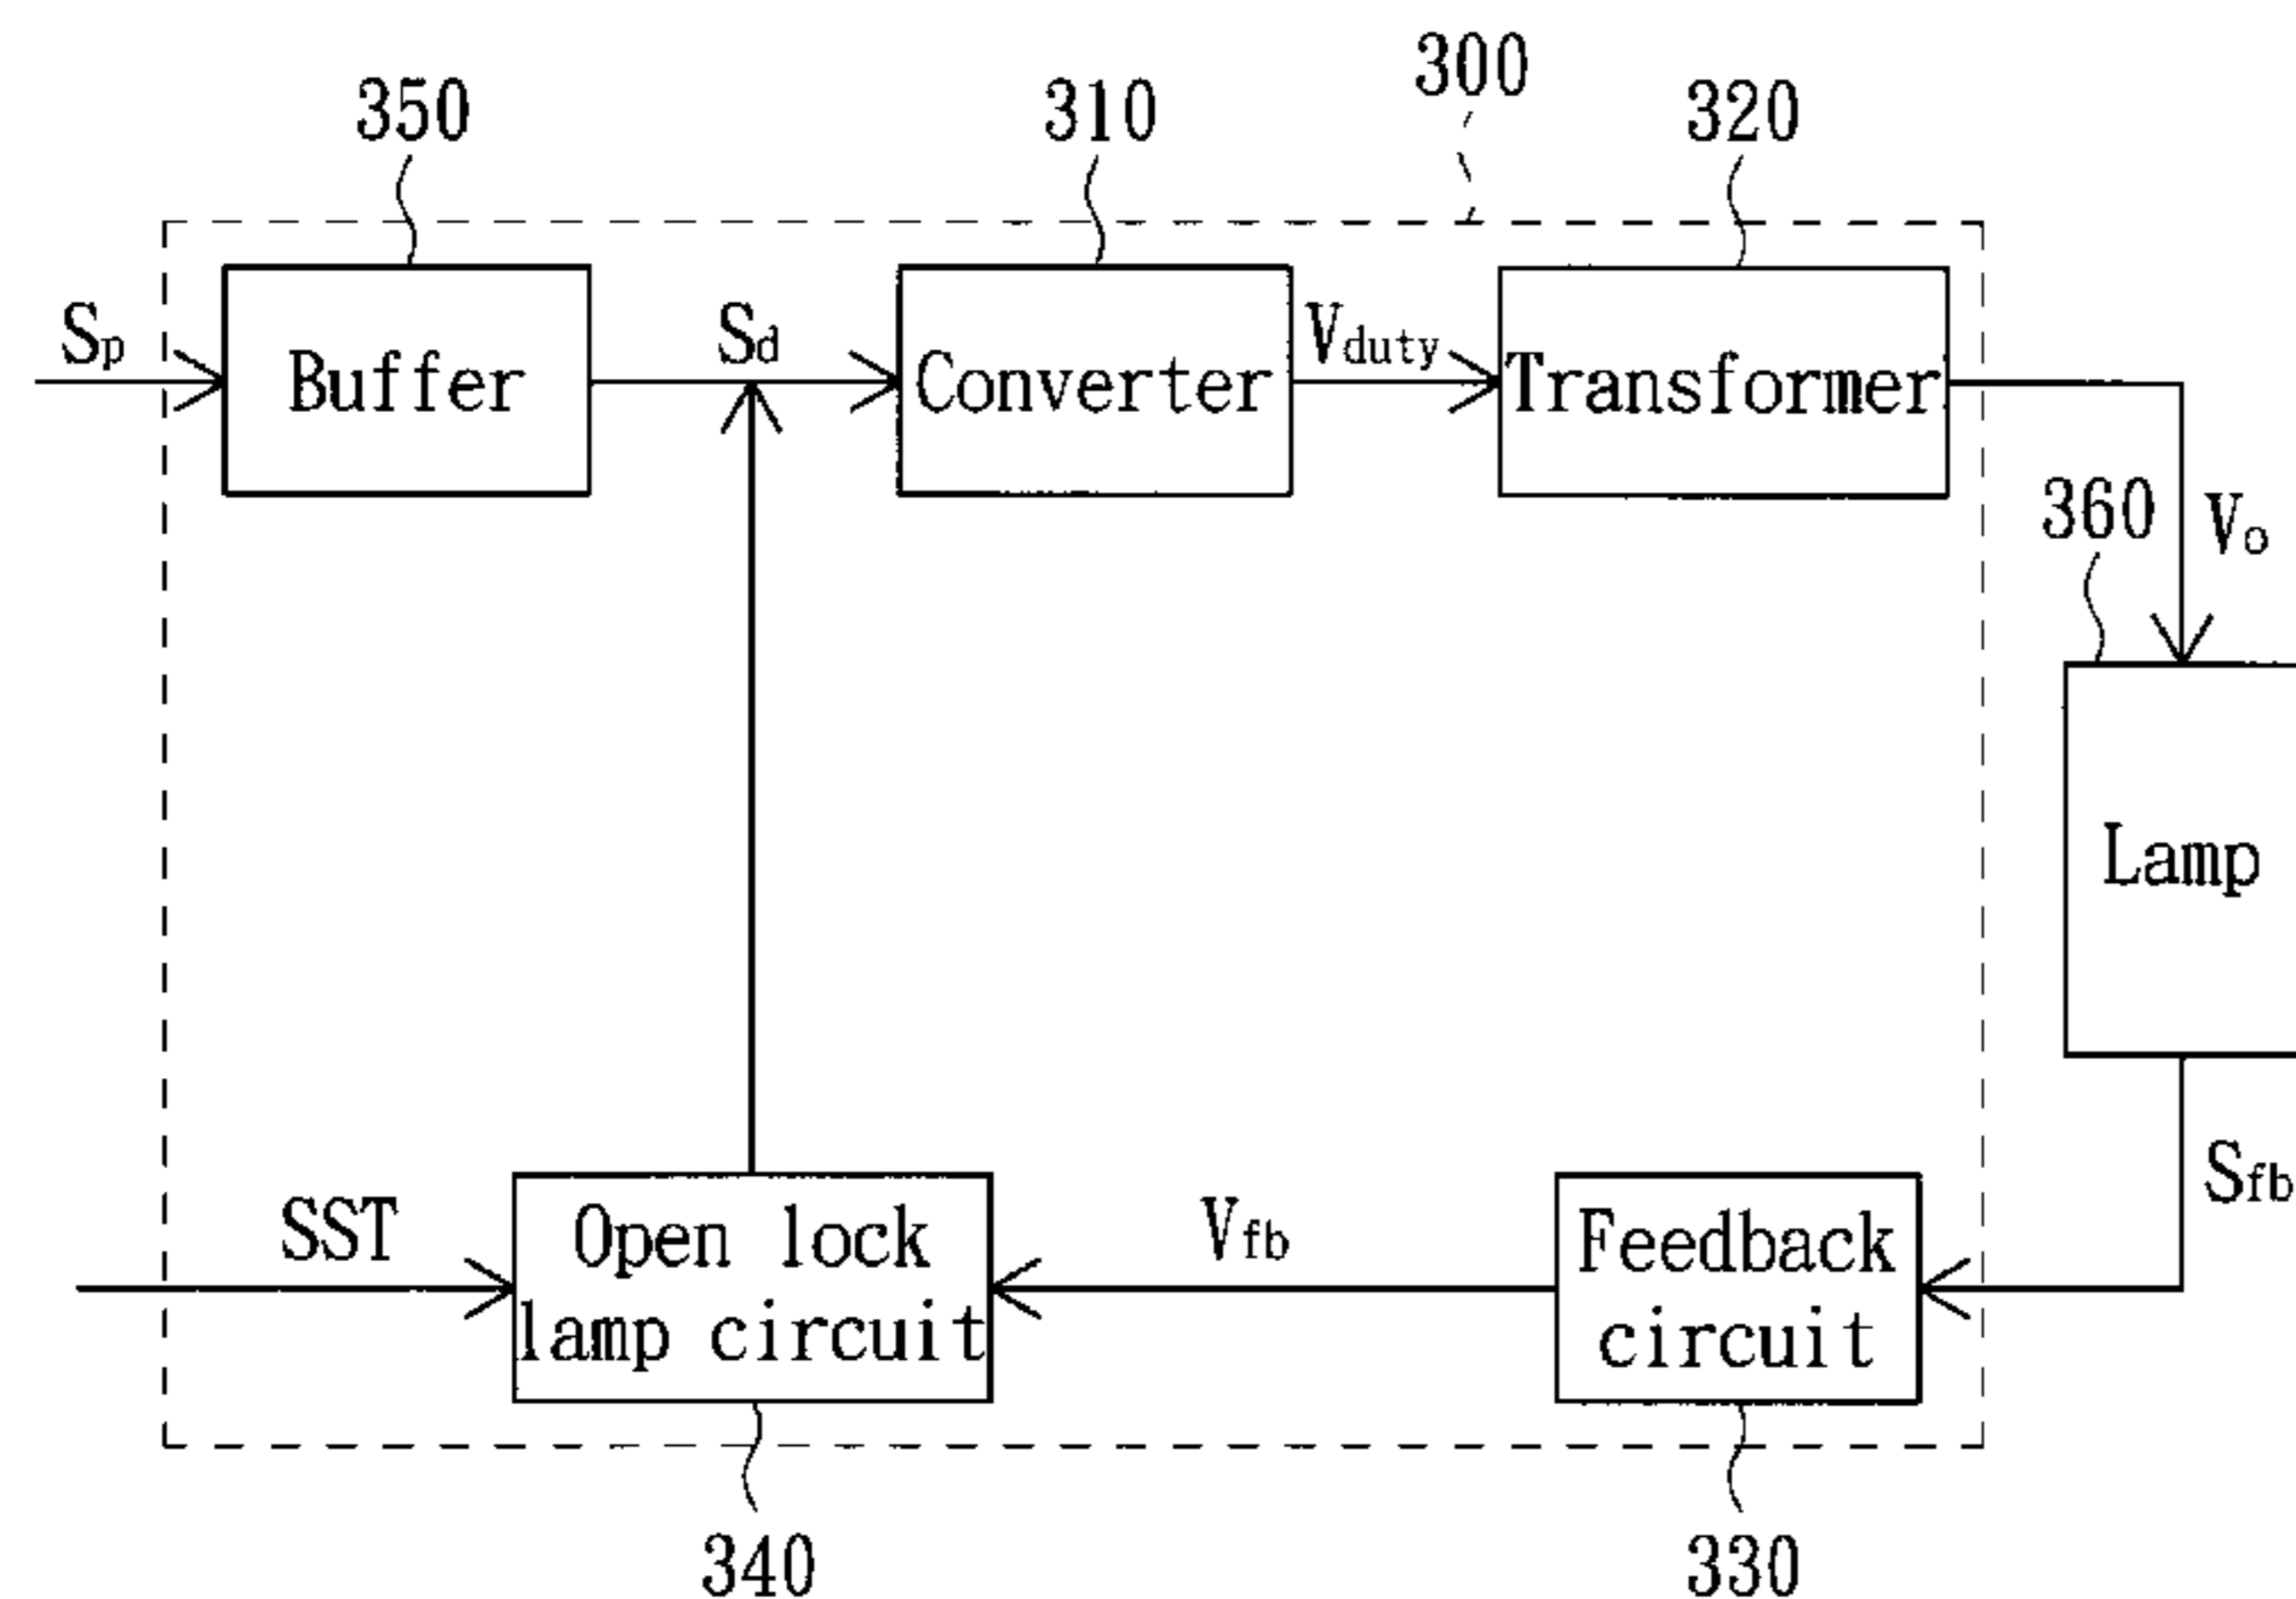 300
350
310
320
Sp
Buffer
Sd
Converter
Vduty
Transformer
360
Vo
Lamp
SST
Open lock
lamp circuit
Vfb
Feedback
circuit
Sfb
340
330